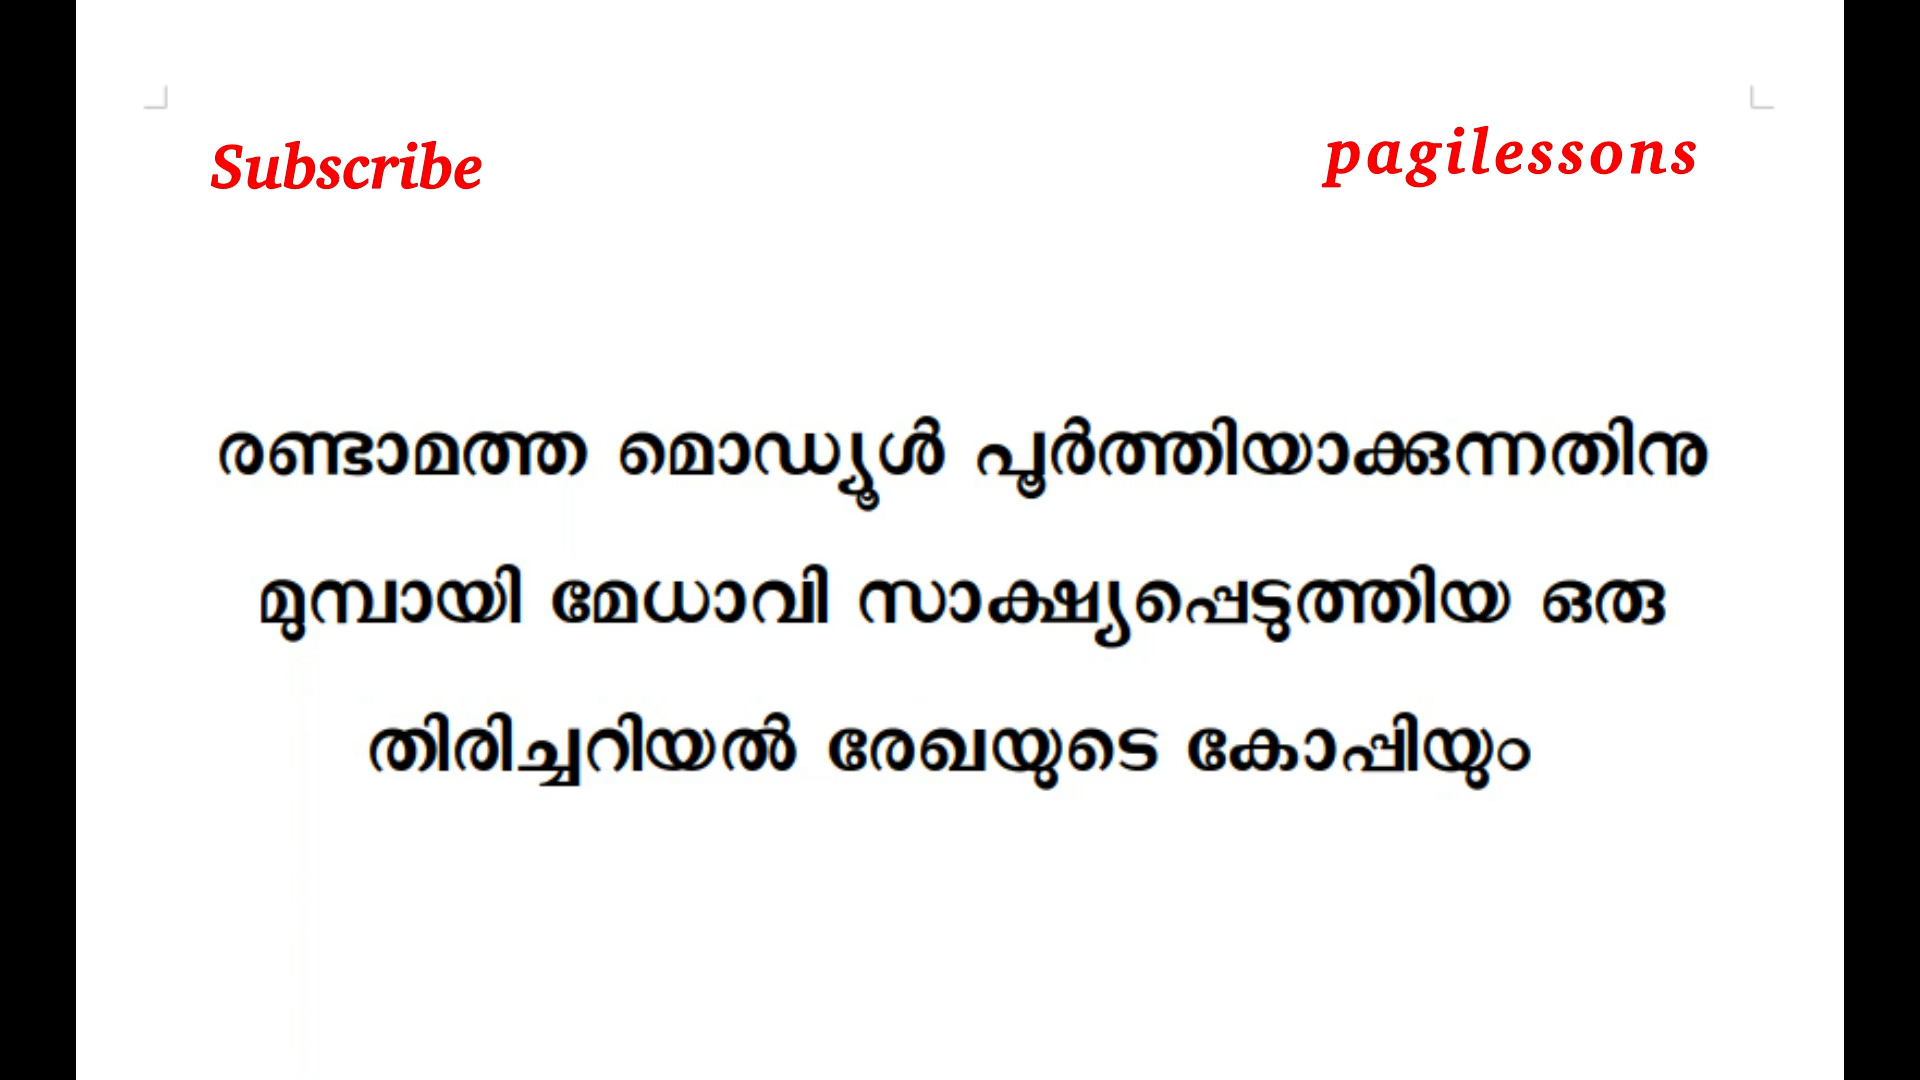 Subscribe
pagilessons
രണ്ടാമത്ത മൊഡ്യൂൾ പൂർത്തിയാക്കുന്നതിനു
മുമ്പായി മേധാവി സാക്ഷ്യപ്പെടുത്തിയ ഒരു
തിരിച്ചറിയൽ രേഖയുടെ കോപ്പിയും